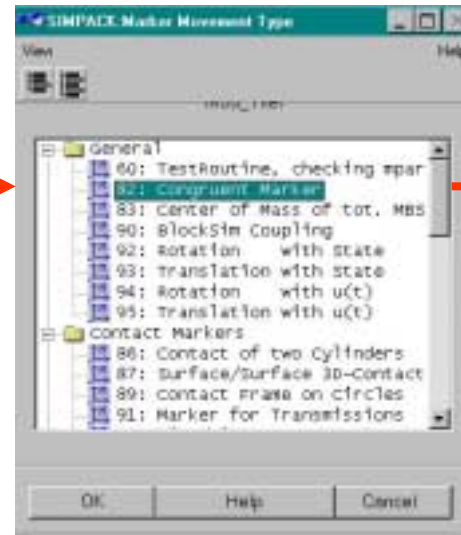 SIMPACK Marker Movement Type
View Help
General
60: TestRoutine, checking mpar
82: Congruent Marker
83: Center of Mass of tot. MBS
90: BlockSim Coupling
92: Rotation with State
93: Translation with State
94: Rotation with u(t)
95: Translation with u(t)
Contact Markers
86: Contact of two Cylinders
87: Surface/Surface 3D-Contact
89: Contact Frame on Circles
91: Marker for Transmissions
OK Help Cancel